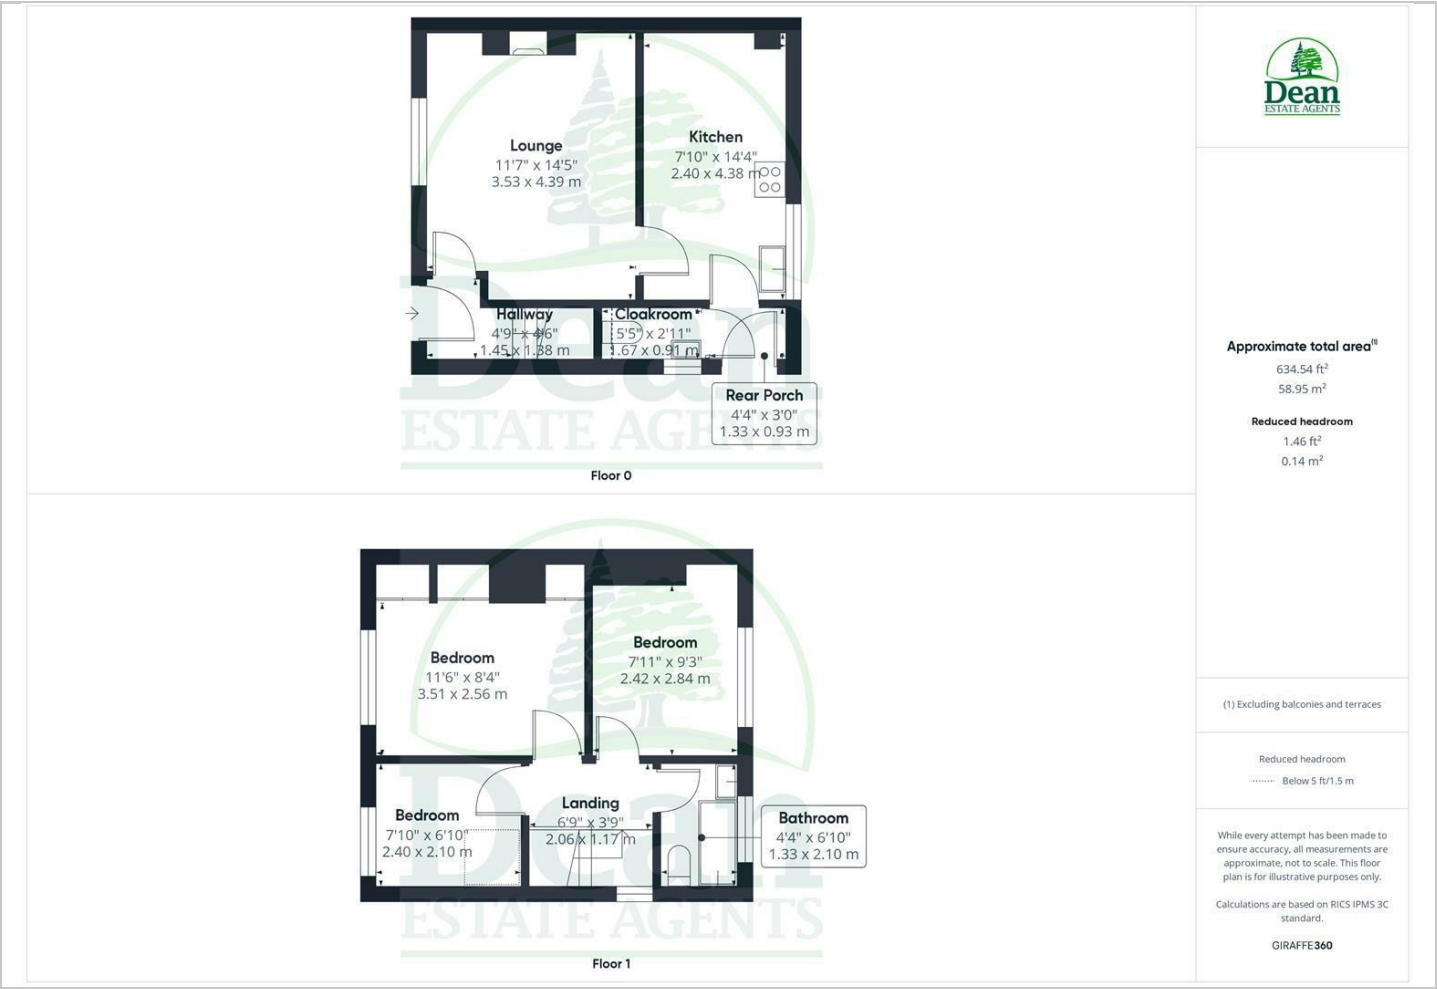 Lounge
11'7" x 14'5"
3.53 x 4.39 m
Kitchen
7'10" x 14'4"
2.40 x 4.38 m
Hallway
4'9" x 4'6"
1.45 x 1.38 m
Cloakroom
5'5" x 2'11"
1.67 x 0.91 m
Rear Porch
4'4" x 3'0"
1.33 x 0.93 m
Dean
ESTATE AGENTS
Floor 0
Bedroom
11'6" x 8'4"
3.51 x 2.56 m
Bedroom
7'11" x 9'3"
2.42 x 2.84 m
Bedroom
7'10" x 6'10"
2.40 x 2.10 m
Landing
6'9" x 3'9"
2.06 x 1.17 m
Bathroom
4'4" x 6'10"
1.33 x 2.10 m
Dean
ESTATE AGENTS
Floor 1
Dean
ESTATE AGENTS
Approximate total area(1)
634.54 ft²
58.95 m²
Reduced headroom
1.46 ft²
0.14 m²
(1) Excluding balconies and terraces
Reduced headroom
Below 5 ft/1.5 m
While every attempt has been made to
ensure accuracy, all measurements are
approximate, not to scale. This floor
plan is for illustrative purposes only.
Calculations are based on RICS IPMS 3C
standard.
GIRAFFE360